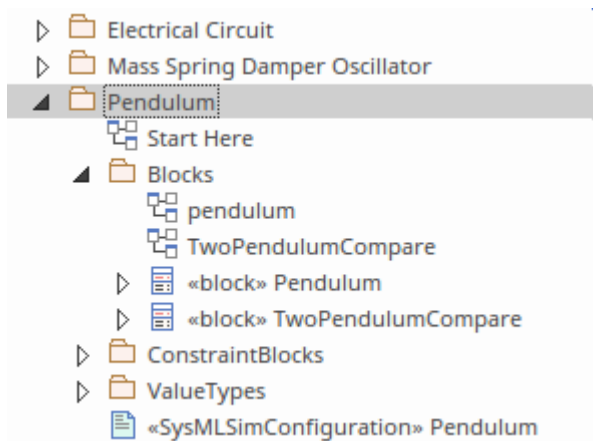 Electrical Circuit
Mass Spring Damper Oscillator
Pendulum
Start Here
Blocks
pendulum
TwoPendulumCompare
«block» Pendulum
«block» TwoPendulumCompare
ConstraintBlocks
ValueTypes
«SysMLSimConfiguration» Pendulum